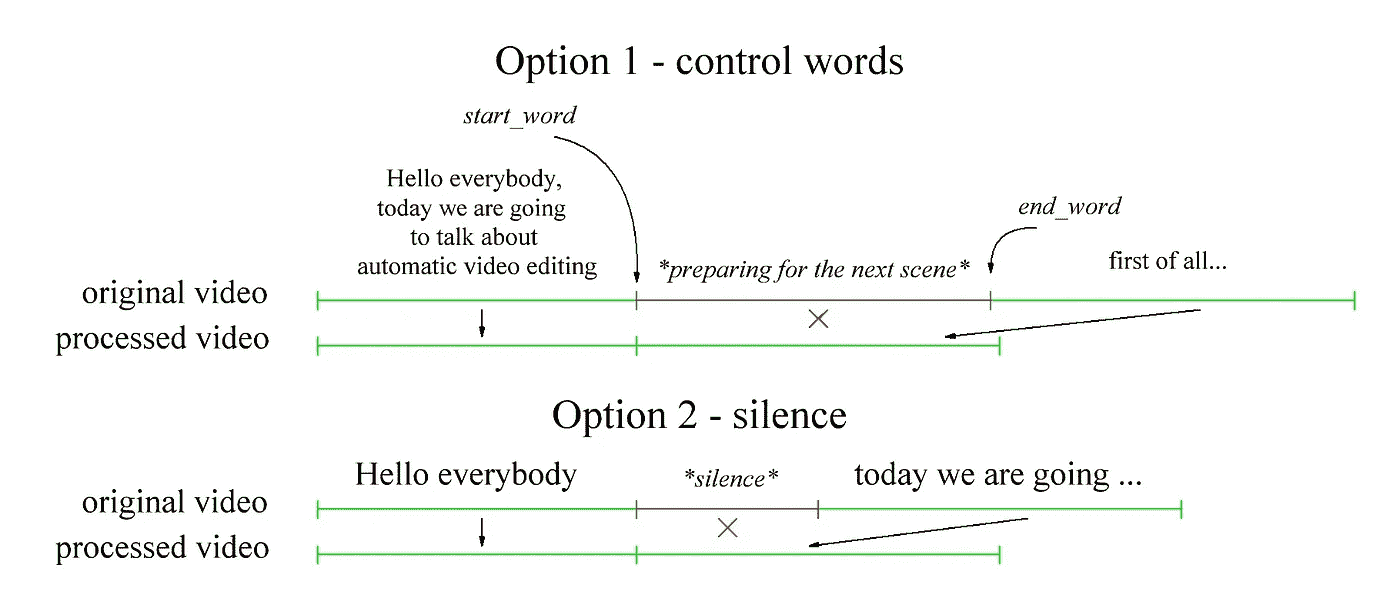 Option 1 - control words
start_word
Hello everybody,
today we are going
to talk about
automatic video editing
end_word
*preparing for the next scene*
first of all...
original video
processed video
Option 2 - silence
Hello everybody
*silence*
today we are going ...
original video
processed video